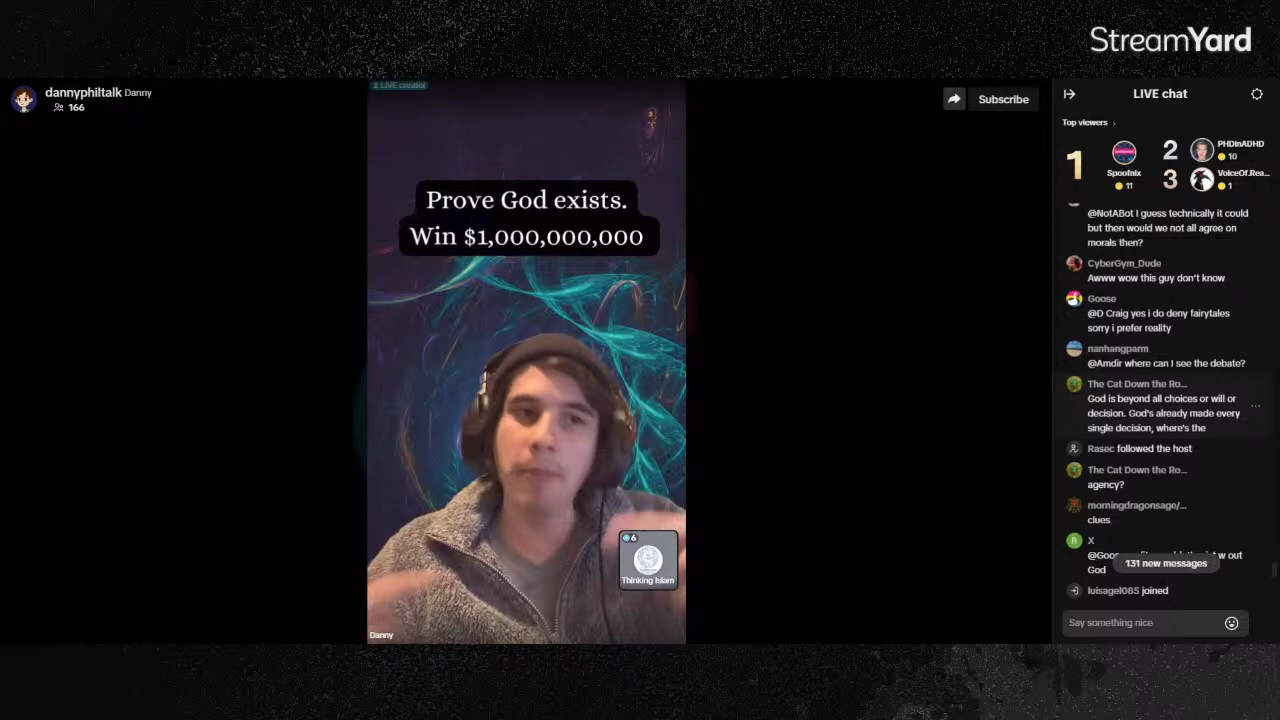 StreamYard
dannyphiltalk Danny
166
Subscribe
LIVE creator
Prove God exists.
Win $1,000,000,000
6
Thinking Islam
Danny
LIVE chat
Top viewers
1
Spoofnix
11
2
PHDinADHD
10
3
VoiceOf.Rea...
1
@NotABot I guess technically it could
but then would we not all agree on
morals then?
CyberGym_Dude
Awww wow this guy don't know
Goose
@D Craig yes i do deny fairytales
sorry i prefer reality
nanhangparm
@Amdir where can I see the debate?
The Cat Down the Ro...
God is beyond all choices or will or
decision. God's already made every
single decision, where's the
Rasec followed the host
The Cat Down the Ro...
agency?
morningdragonsage/...
clues
R X
w out
God
131 new messages
luisagel085 joined
Say something nice